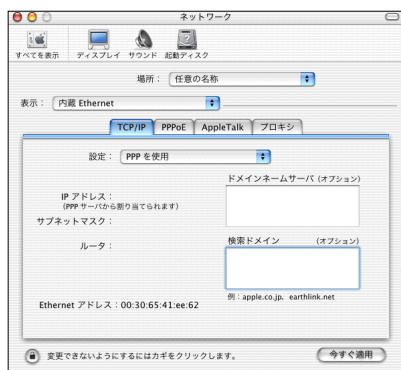 ネットワーク
すべてを表示 ディスプレイ サウンド 起動ディスク
場所： 任意の名称
表示： 内蔵 Ethernet
TCP/IP PPPoE AppleTalk プロキシ
設定： PPP を使用
ドメインネームサーバ (オプション)
IP アドレス：
(PPP サーバから割り当てられます)
サブネットマスク：
ルータ：
検索ドメイン (オプション)
例：apple.co.jp、earthlink.net
Ethernet アドレス：00:30:65:41:ee:62
変更できないようにするにはカギをクリックします。
今すぐ適用